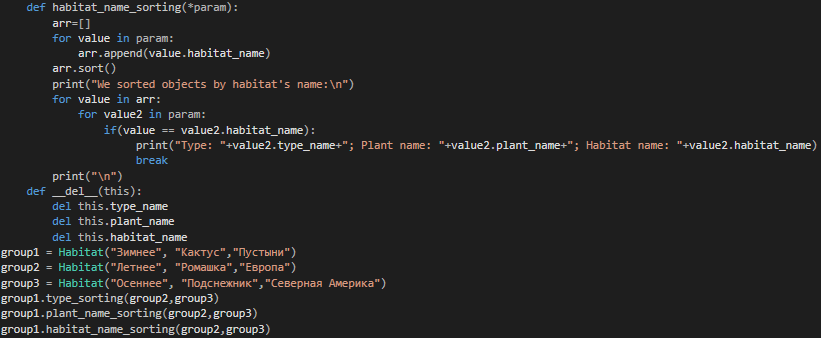 def habitat_name_sorting(*param):
arr=[]
for value in param:
arr.append(value.habitat_name)
arr.sort()
print("We sorted objects by habitat's name:\n")
for value in arr:
for value2 in param:
if(value == value2.habitat_name):
print("Type: "+value2.type_name+"; Plant name: "+value2.plant_name+"; Habitat name: "+value2.habitat_name)
break
print("\n")
def __del__(this):
del this.type_name
del this.plant_name
del this.habitat_name
group1 = Habitat("Зимнее", "Кактус","Пустыни")
group2 = Habitat("Летнее", "Ромашка","Европа")
group3 = Habitat("Осеннее", "Подснежник","Северная Америка")
group1.type_sorting(group2,group3)
group1.plant_name_sorting(group2,group3)
group1.habitat_name_sorting(group2,group3)